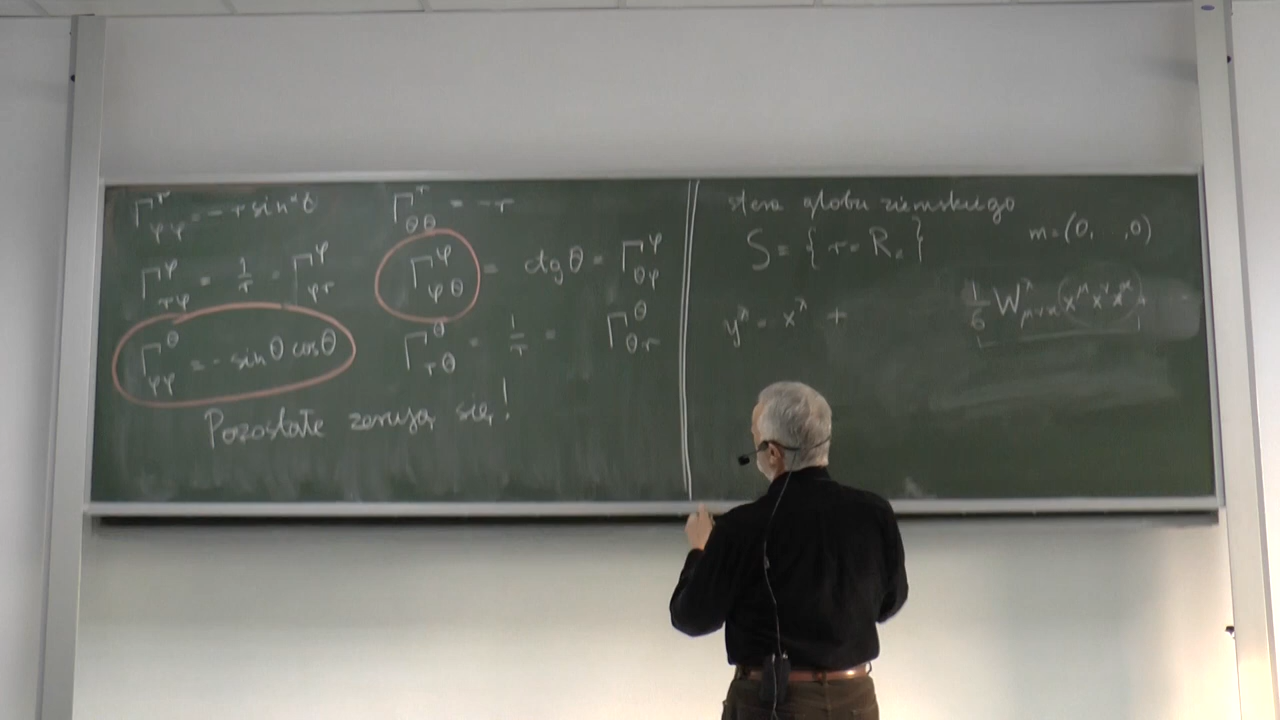 Γ^r_φφ = - r sin²θ Γ^r_θθ = - r
Γ^φ_rφ = 1/r = Γ^φ_φr Γ^φ_φθ = ctg θ = Γ^φ_θφ
Γ^θ_φφ = - sin θ cos θ Γ^θ_rθ = 1/r = Γ^θ_θr
Pozostałe zerują się!
sfera globu ziemskiego
S = { r = R_z } m = (0, ..., 0)
y^λ = x^λ + 1/6 W^λ_μνκ x^μ x^ν x^κ